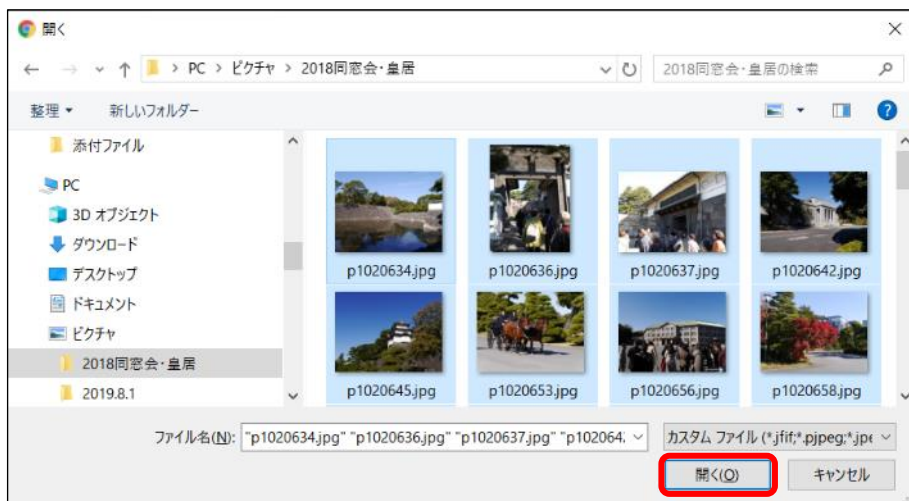 開く
PC > ピクチャ > 2018同窓会・皇居
2018同窓会・皇居の検索
整理
新しいフォルダー
添付ファイル
PC
3D オブジェクト
ダウンロード
デスクトップ
ドキュメント
ピクチャ
2018同窓会・皇居
2019.8.1
p1020634.jpg
p1020636.jpg
p1020637.jpg
p1020642.jpg
p1020645.jpg
p1020653.jpg
p1020656.jpg
p1020658.jpg
ファイル名(N): "p1020634.jpg" "p1020636.jpg" "p1020637.jpg" "p102064
カスタム ファイル (*.jfif;*.pjpeg;*.jpe
開く(O)
キャンセル